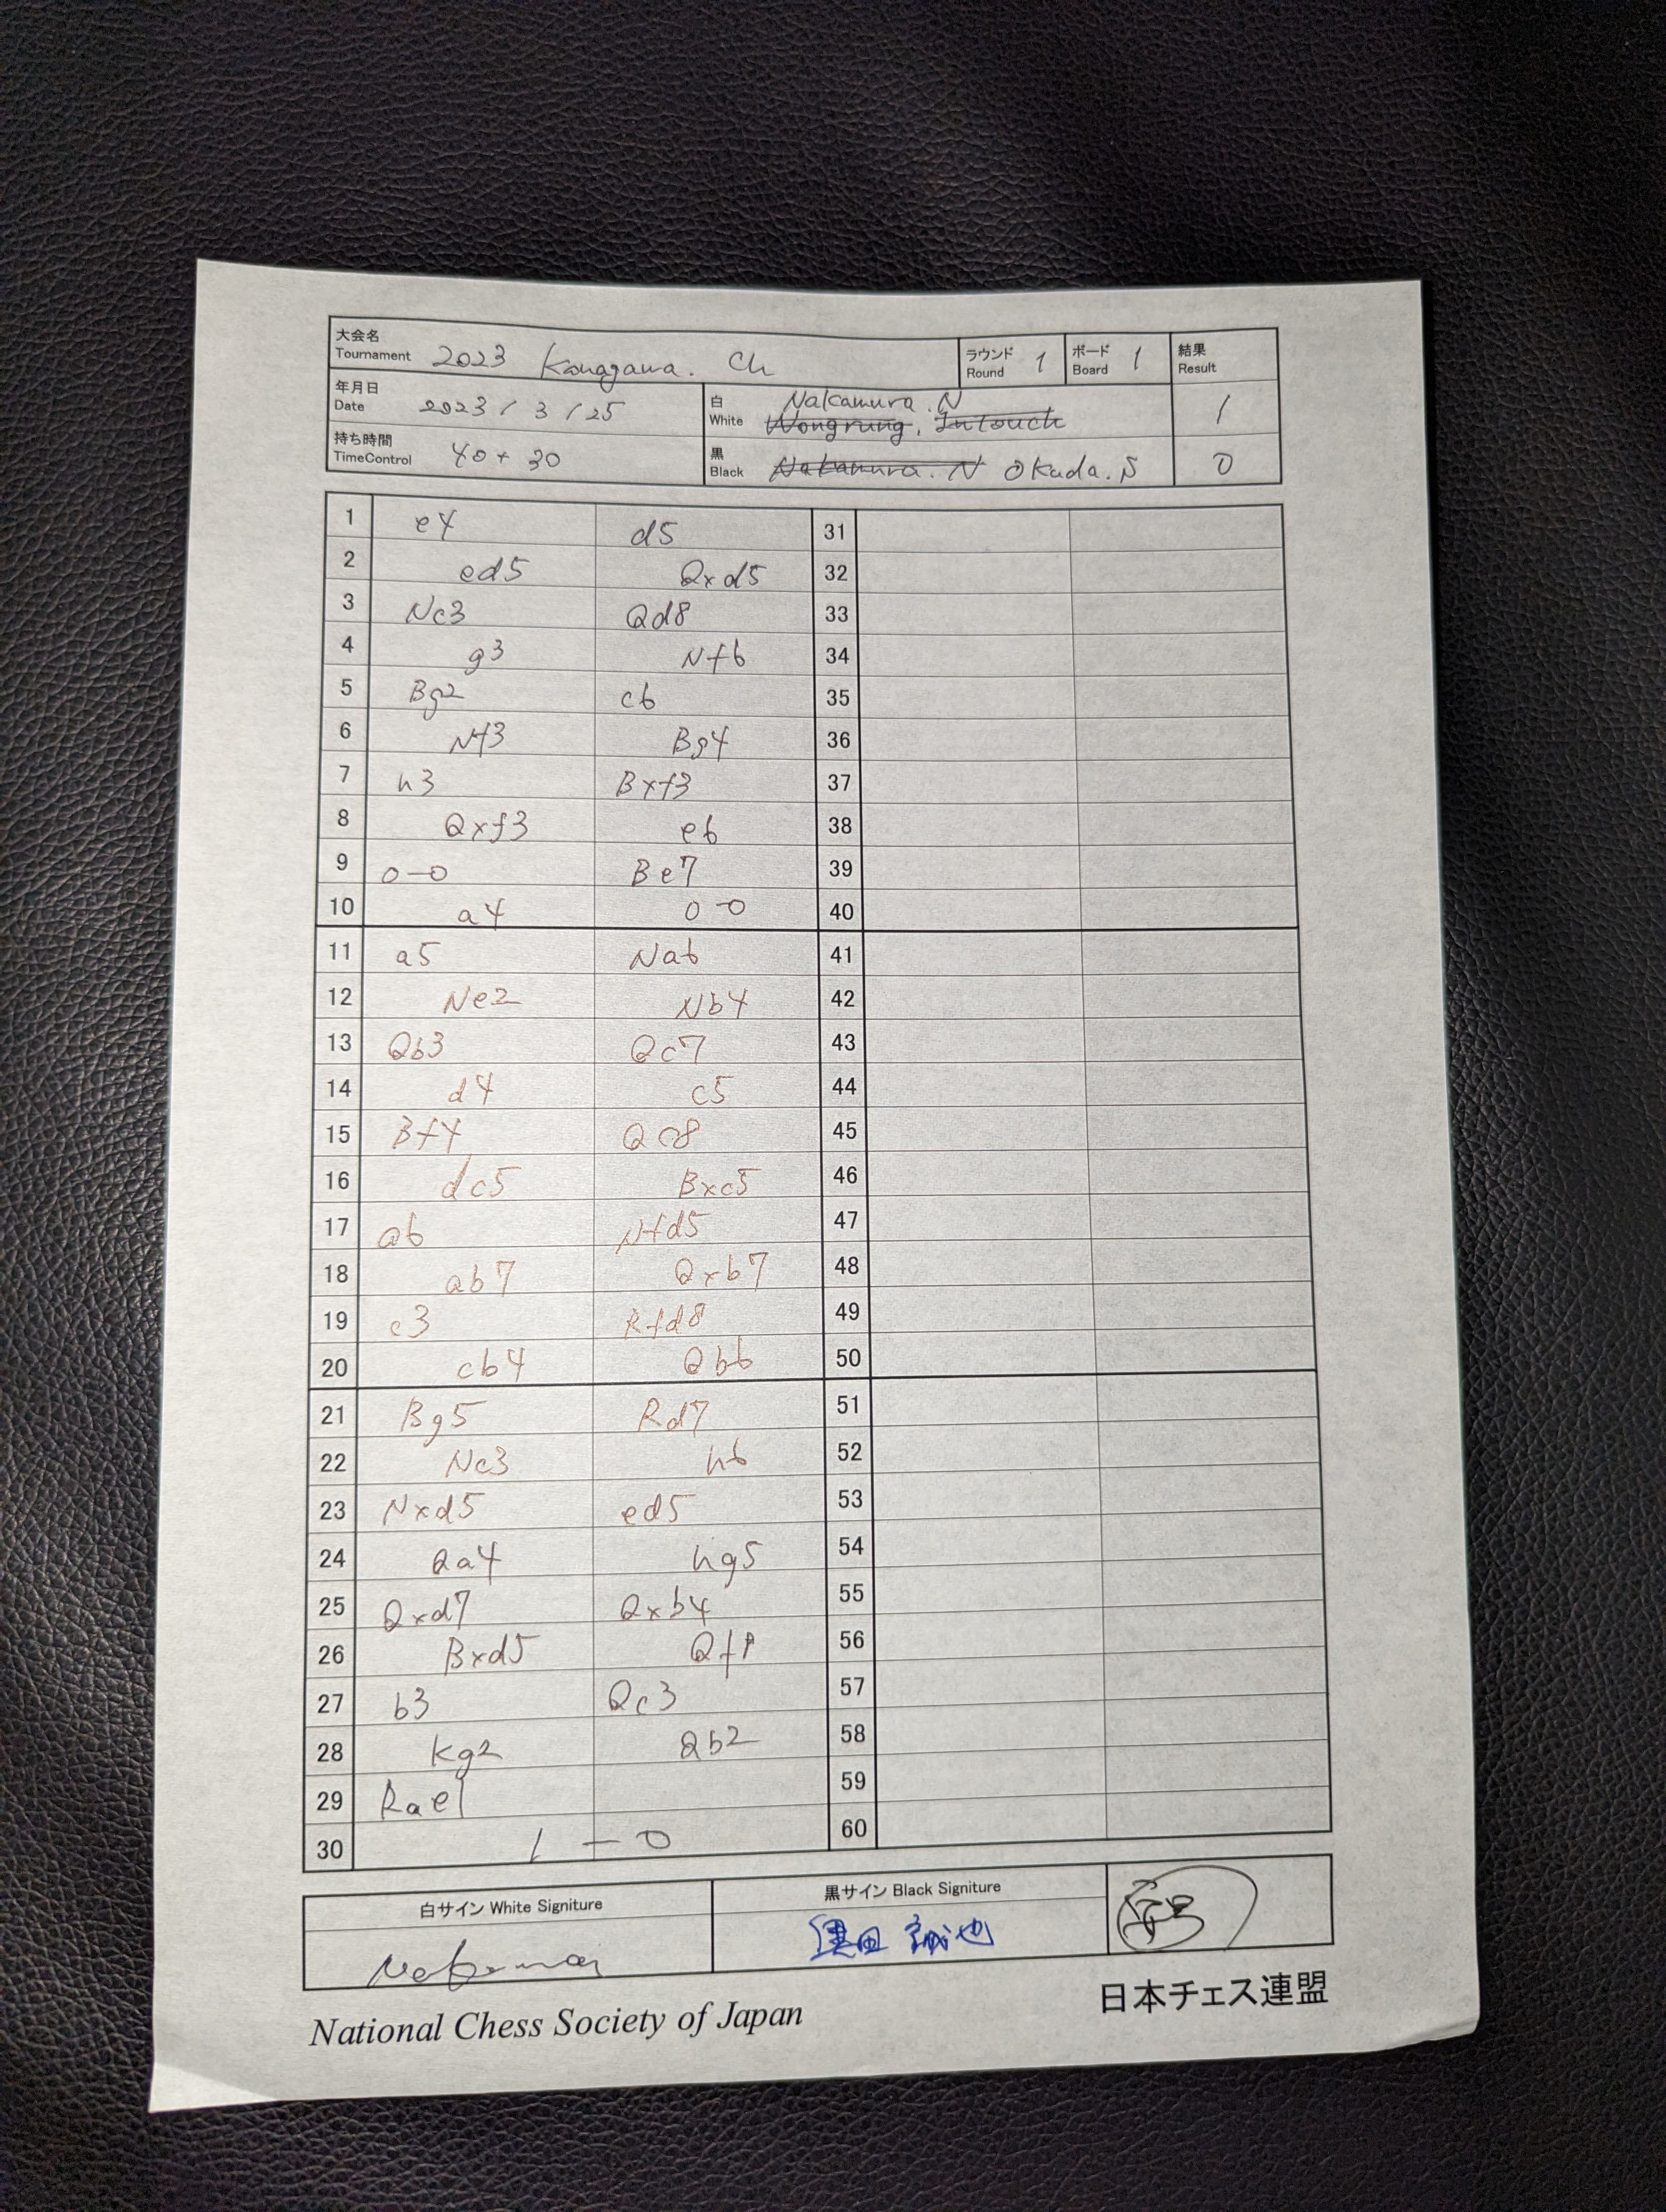 大会名 Tournament 2023 Kanagawa. Ch ラウンド Round 1 ボード Board 1 結果 Result
年月日 Date 2023 / 3 / 25 白 White Nakamura.N Wongrung, Intouch 1
持ち時間 TimeControl 40 + 30 黒 Black Nakamura.N Okada.S 0
1 e4 d5 31
2 ed5 Qxd5 32
3 Nc3 Qd8 33
4 g3 Nf6 34
5 Bg2 c6 35
6 Nf3 Bg4 36
7 h3 Bxf3 37
8 Qxf3 e6 38
9 0-0 Be7 39
10 a4 0-0 40
11 a5 Na6 41
12 Ne2 Nb4 42
13 Qb3 Qc7 43
14 d4 c5 44
15 Bf4 Qc8 45
16 dc5 Bxc5 46
17 a6 Nfd5 47
18 ab7 Qxb7 48
19 c3 Rfd8 49
20 cb4 Qb6 50
21 Bg5 Rd7 51
22 Nc3 h6 52
23 Nxd5 ed5 53
24 Qa4 hg5 54
25 Qxd7 Qxb4 55
26 Bxd5 56
27 b3 Qc3 57
28 Kg2 Qb2 58
29 Rae1 59
30 1-0 60
白サイン White Signiture 黒サイン Black Signiture
田 誠也
National Chess Society of Japan 日本チェス連盟